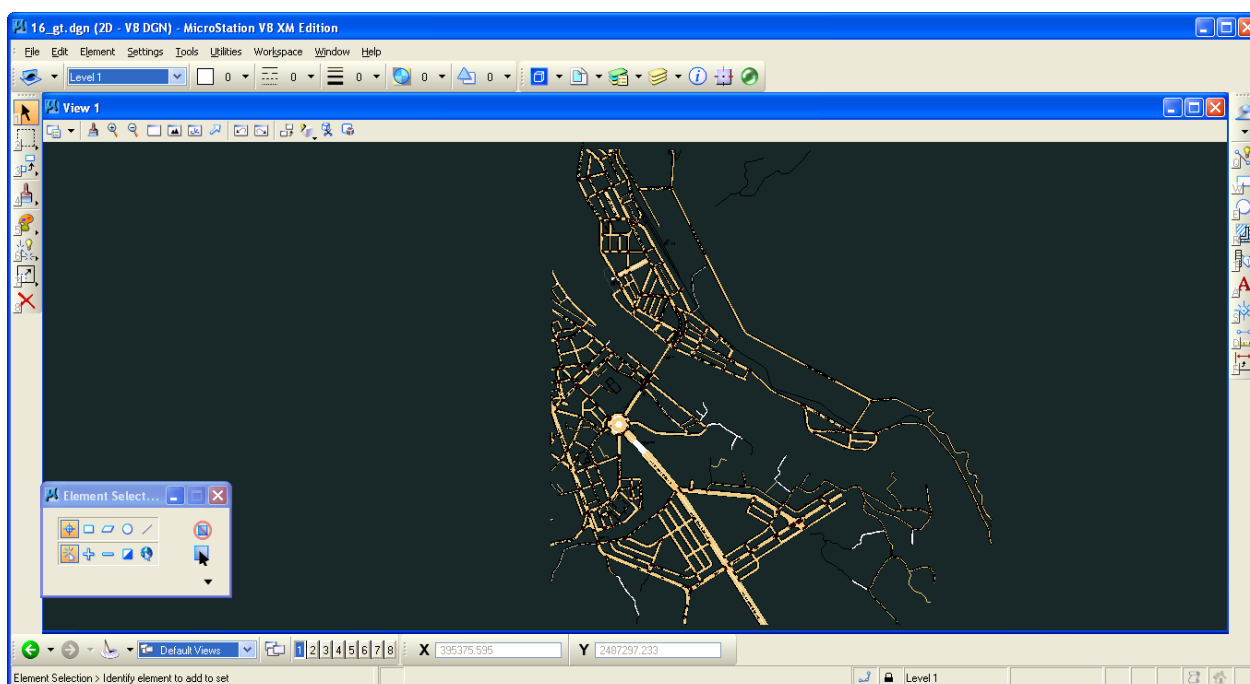 16_gt.dgn (2D - V8 DGN) - MicroStation V8 XM Edition
File Edit Element Settings Tools Utilities Workspace Window Help
Level 1 0 0 0 0 0
View 1
Element Selec...
Default Views 1 2 3 4 5 6 7 8 X 395375.595 Y 2487297.233
Element Selection > Identify element to add to set Level 1